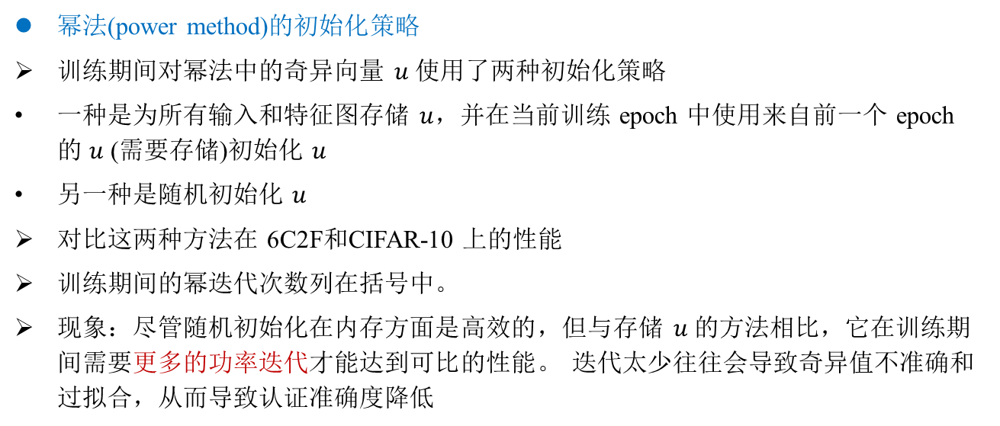 ● 幂法(power method)的初始化策略
➢ 训练期间对幂法中的奇异向量 u 使用了两种初始化策略
• 一种是为所有输入和特征图存储 u，并在当前训练 epoch 中使用来自前一个 epoch
的 u (需要存储)初始化 u
• 另一种是随机初始化 u
➢ 对比这两种方法在 6C2F和CIFAR-10 上的性能
➢ 训练期间的幂迭代次数列在括号中。
➢ 现象：尽管随机初始化在内存方面是高效的，但与存储 u 的方法相比，它在训练期
间需要更多的功率迭代才能达到可比的性能。 迭代太少往往会导致奇异值不准确和
过拟合，从而导致认证准确度降低